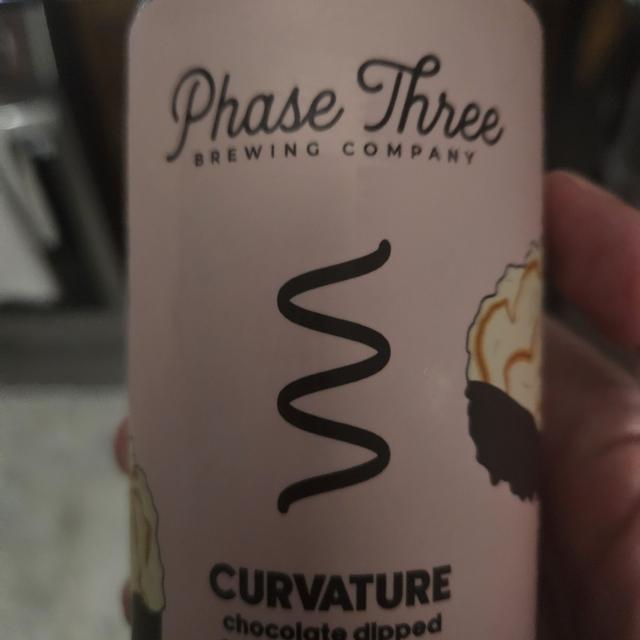 Phase Three
BREWING COMPANY
CURVATURE
chocolate dipped